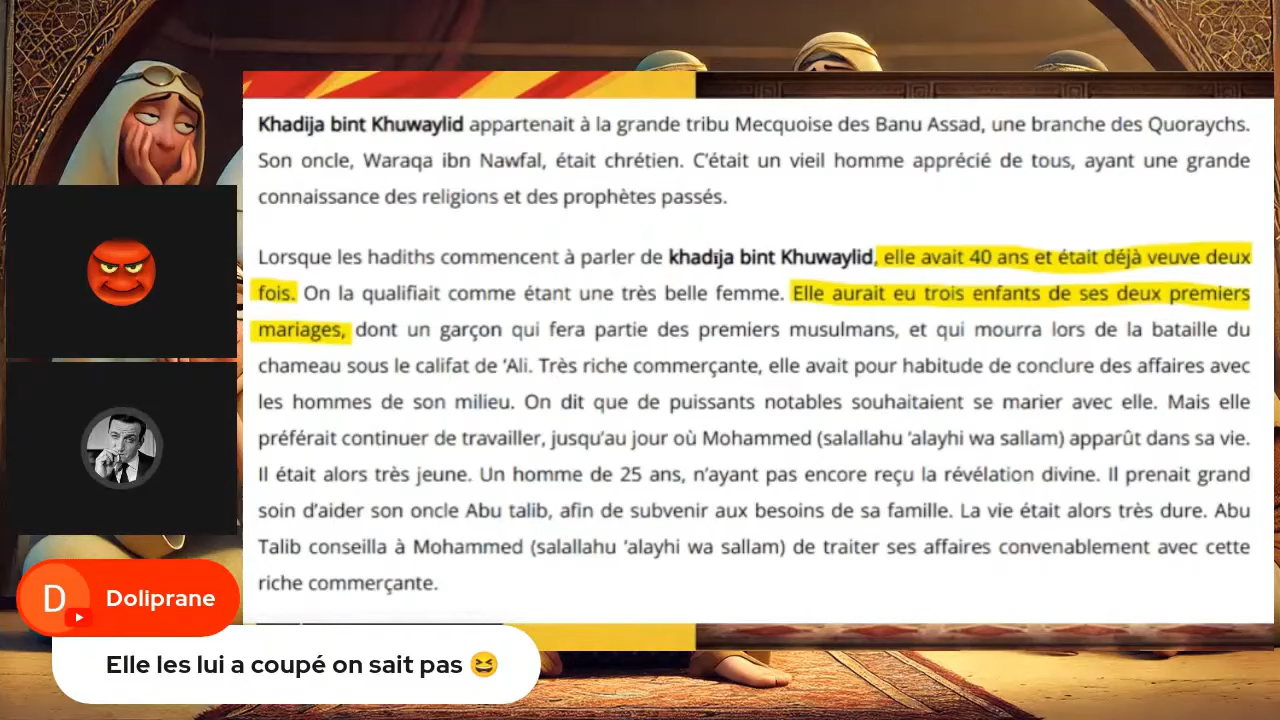 Khadija bint Khuwaylid appartenait à la grande tribu Mecquoise des Banu Assad, une branche des Quoraychs.
Son oncle, Waraqa ibn Nawfal, était chrétien. C'était un vieil homme apprécié de tous, ayant une grande
connaissance des religions et des prophètes passés.
Lorsque les hadiths commencent à parler de khadija bint Khuwaylid, elle avait 40 ans et était déjà veuve deux
fois. On la qualifiait comme étant une très belle femme. Elle aurait eu trois enfants de ses deux premiers
mariages, dont un garçon qui fera partie des premiers musulmans, et qui mourra lors de la bataille du
chameau sous le califat de 'Ali. Très riche commerçante, elle avait pour habitude de conclure des affaires avec
les hommes de son milieu. On dit que de puissants notables souhaitaient se marier avec elle. Mais elle
préférait continuer de travailler, jusqu'au jour où Mohammed (salallahu 'alayhi wa sallam) apparût dans sa vie.
Il était alors très jeune. Un homme de 25 ans, n'ayant pas encore reçu la révélation divine. Il prenait grand
soin d'aider son oncle Abu talib, afin de subvenir aux besoins de sa famille. La vie était alors très dure. Abu
Talib conseilla à Mohammed (salallahu 'alayhi wa sallam) de traiter ses affaires convenablement avec cette
riche commerçante.
D Doliprane
Elle les lui a coupé on sait pas 😆